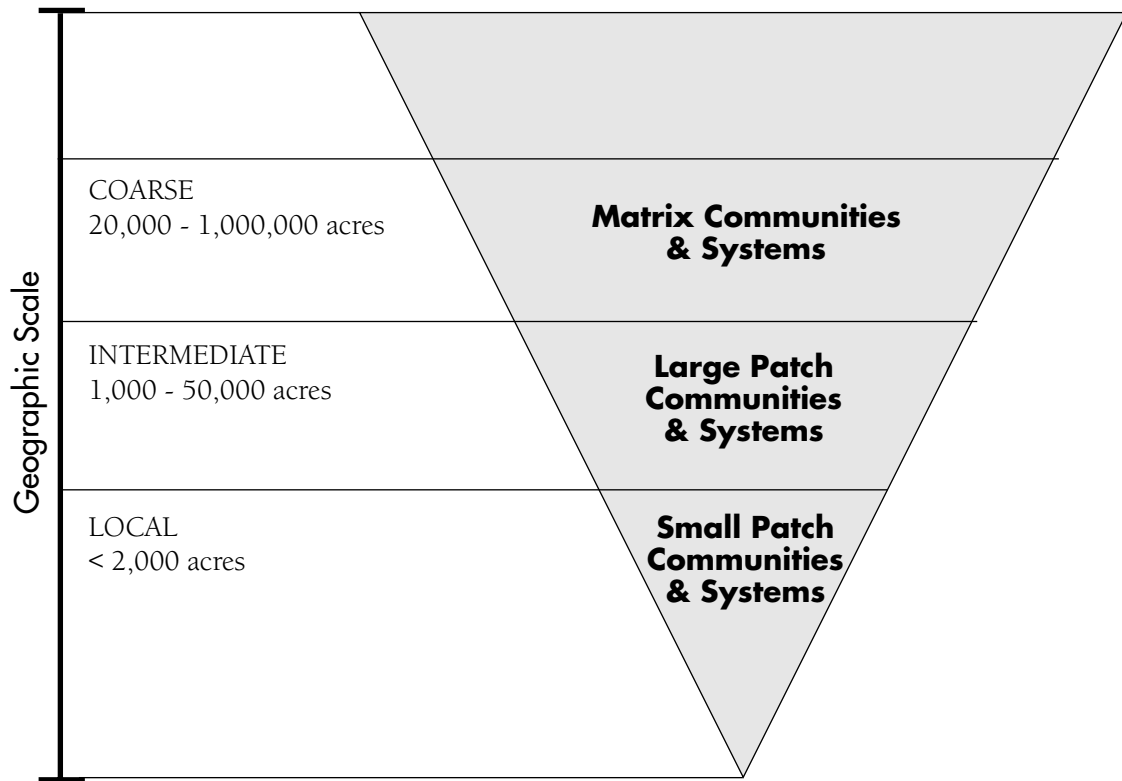 Geographic Scale
COARSE
20,000 - 1,000,000 acres
Matrix Communities
& Systems
INTERMEDIATE
1,000 - 50,000 acres
Large Patch
Communities
& Systems
LOCAL
< 2,000 acres
Small Patch
Communities
& Systems